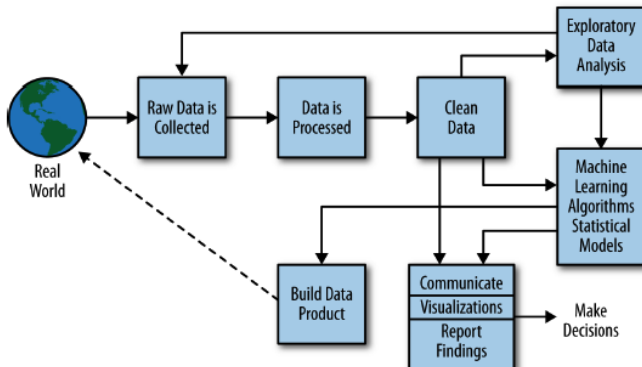 Exploratory
Data
Analysis
Raw Data is
Collected
Data is
Processed
Clean
Data
Real
World
Machine
Learning
Algorithms
Statistical
Models
Build Data
Product
Communicate
Visualizations
Report
Findings
Make
Decisions